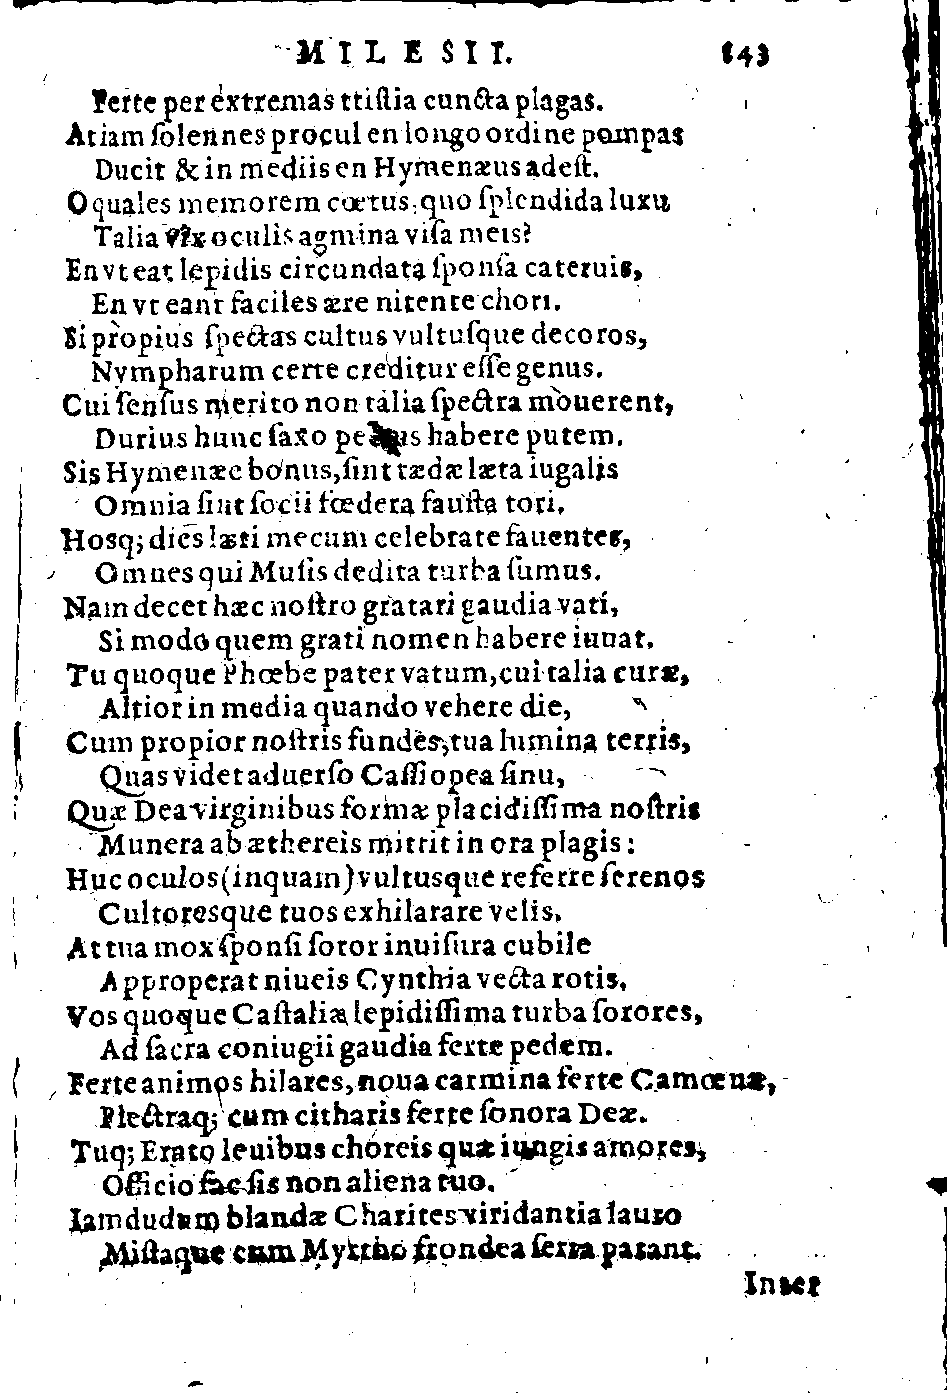 MILESII. 843
Ferte per extremas ttiſtia cuncta plagas.
Atiam ſolennes procul en longo ordine pompas
Ducit & in mediis en Hymenæus adeſt.
O quales memorem cœtus, quo ſplendida luxu
Talia vix oculis agmina viſa meis?
En vt eat lepidis circundata ſponſa cateruis,
En vt eant faciles ære nitente chori.
Si propius ſpectas cultus vultuſque decoros,
Nympharum certe creditur eſſe genus.
Cui ſenſus merito non talia ſpectra mouerent,
Durius hunc ſaxo habere putem.
Sis Hymenæe bonus, ſint tædæ læta iugalis
Omnia ſint ſocii fœdera fauſta tori.
Hosq; dies læti mecum celebrate fauentes,
Omnes qui Muſis dedita turba ſumus.
Nam decet hæc noſtro gratari gaudia vati,
Si modo quem grati nomen habere iuuat.
Tu quoque Phœbe pater vatum, cui talia curæ,
Altior in media quando vehere die,
Cum propior noſtris fundes, tua lumina terris,
Quas videt aduerſo Caſſiopea ſinu,
Quæ Dea virginibus formæ placidiſſima noſtris
Munera ab æthereis mittit in ora plagis:
Huc oculos (inquam) vultusque referre ſerenos
Cultoresque tuos exhilarare velis.
At tua mox ſponſi ſoror inuiſura cubile
Approperat niueis Cynthia vecta rotis.
Vos quoque Caſtaliæ lepidiſſima turba ſorores,
Ad ſacra coniugii gaudia ferte pedem.
Ferte animos hilares, noua carmina ferte Camœnæ,
Plectraq; cum citharis ferte ſonora Deæ.
Tuq; Erato leuibus choreis quæ iungis amores,
Officio fac ſis non aliena tuo.
Iamdudum blandæ Charites viridantia lauro
Miſtaque cum Myrtho frondea ſerta parant.
Inter